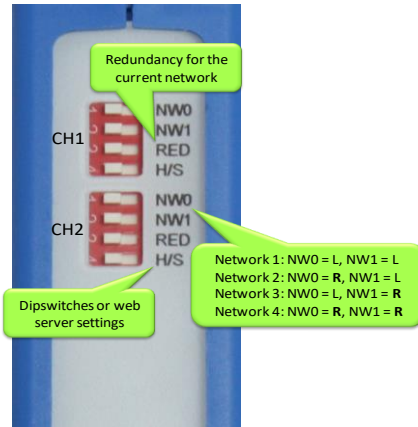 Redundancy for the
current network
CH1
NW0
NW1
RED
H/S
CH2
NW0
NW1
RED
H/S
Network 1: NW0 = L, NW1 = L
Network 2: NW0 = R, NW1 = L
Network 3: NW0 = L, NW1 = R
Network 4: NW0 = R, NW1 = R
Dipswitches or web
server settings